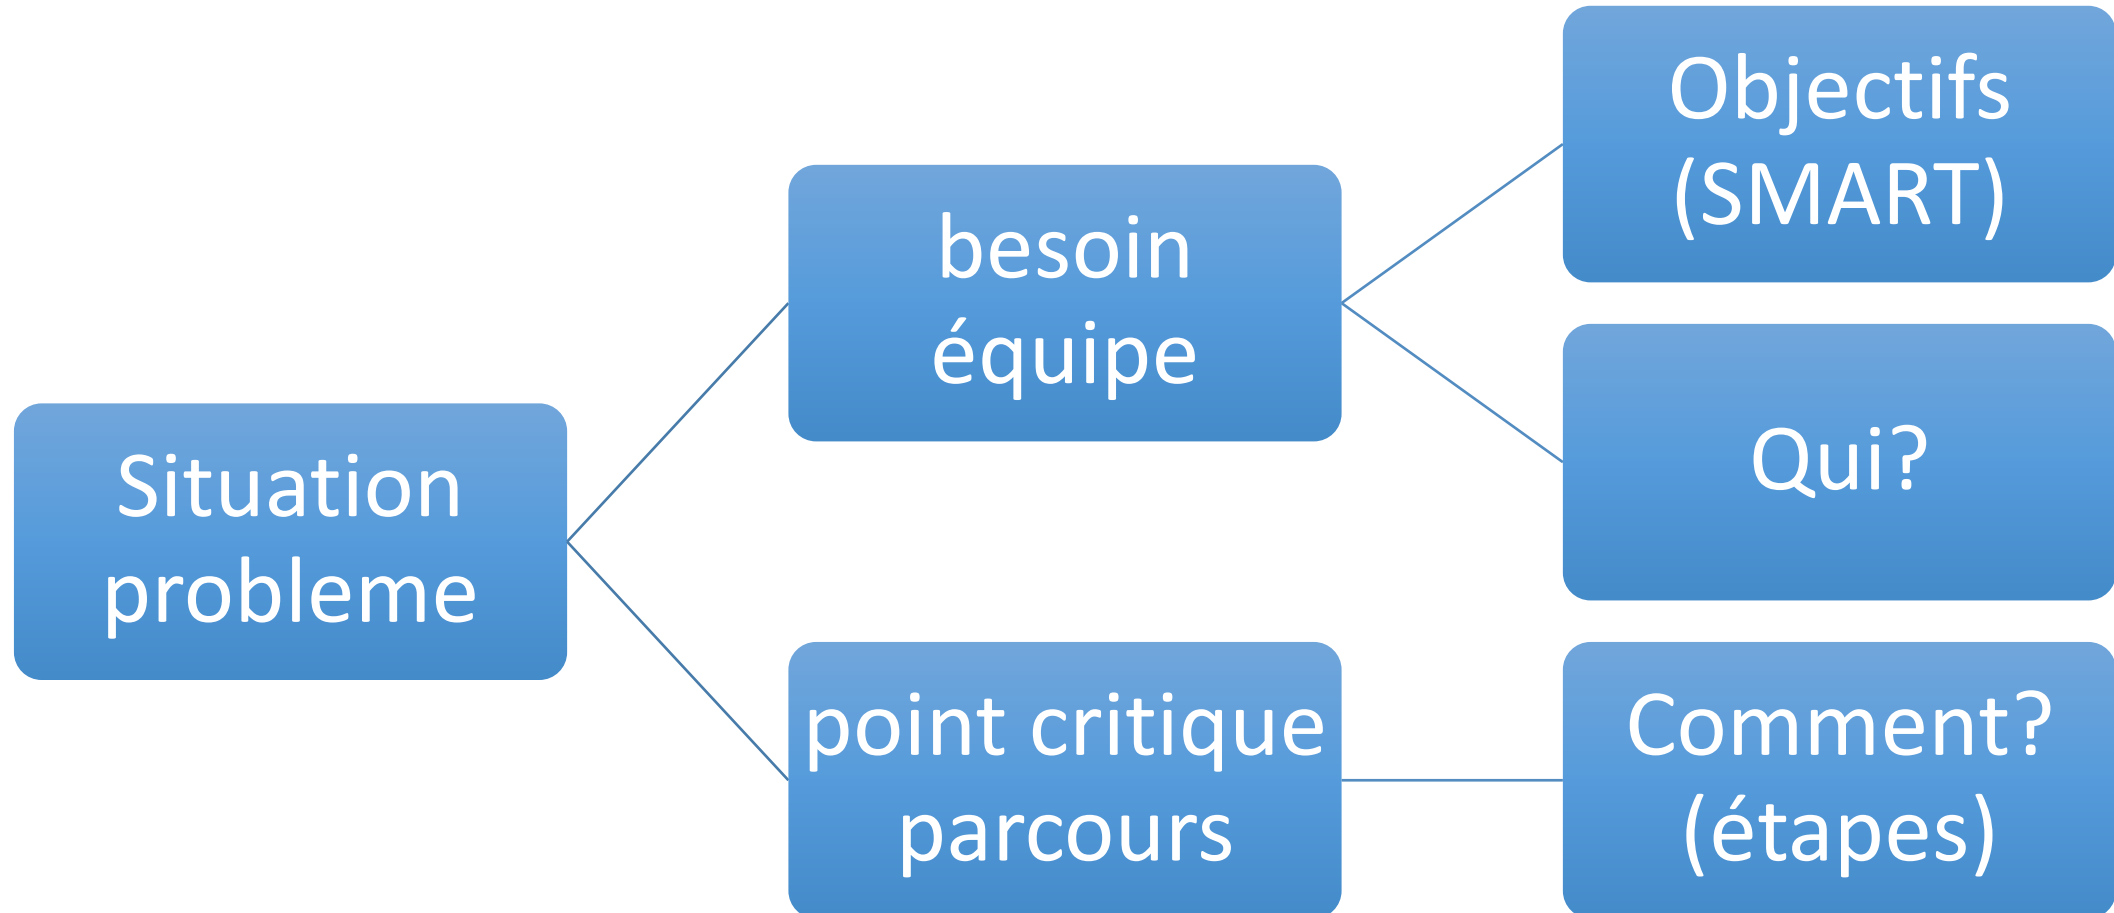 Situation
probleme
besoin
équipe
Objectifs
(SMART)
Qui?
point critique
parcours
Comment?
(étapes)